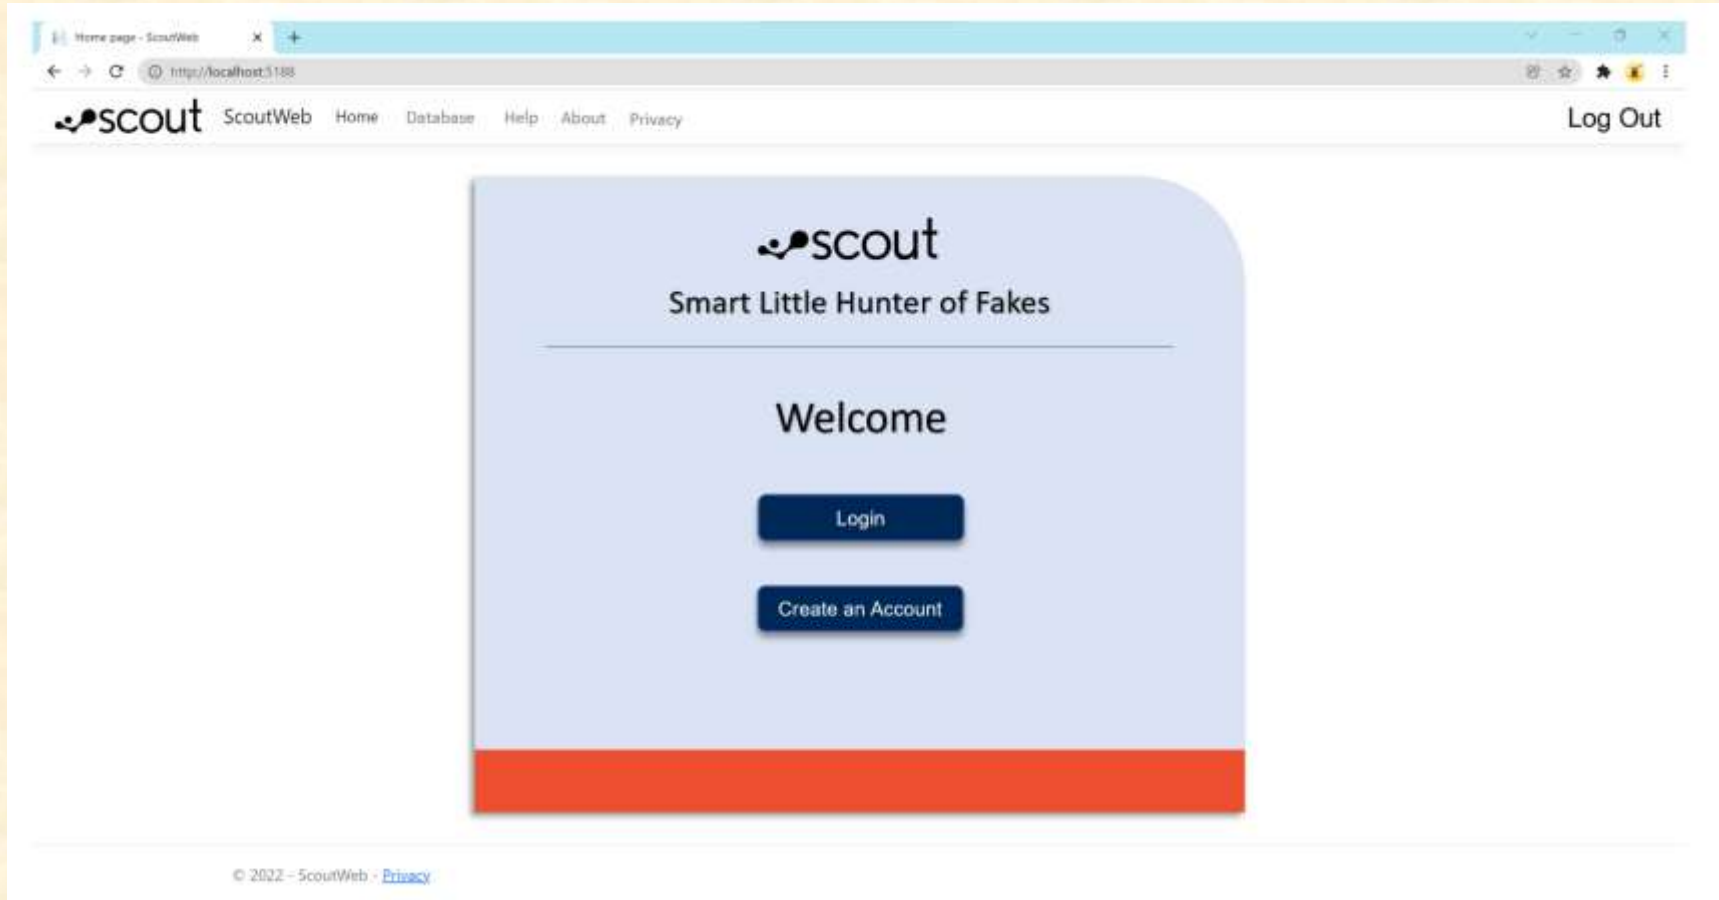 Home page - ScoutWeb
http://localhost:5188
scout ScoutWeb Home Database Help About Privacy Log Out
scout
Smart Little Hunter of Fakes
Welcome
Login
Create an Account
© 2022 - ScoutWeb - Privacy